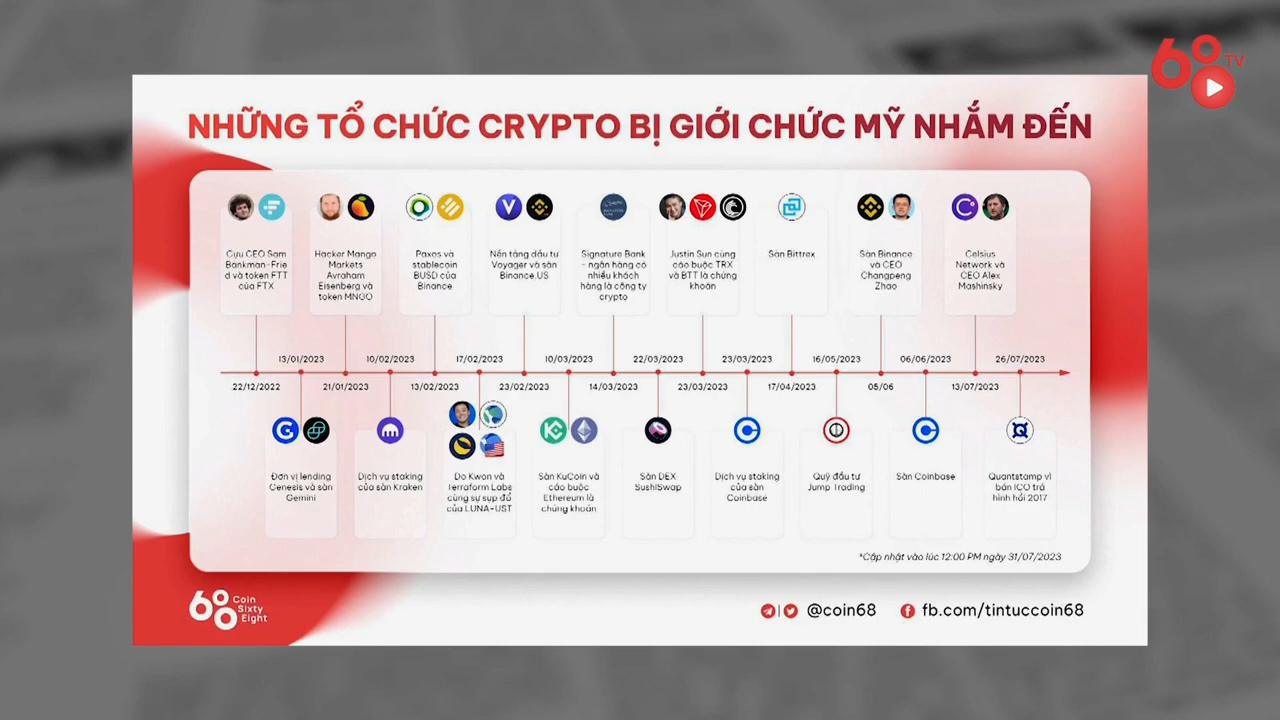 68 TV
NHỮNG TỔ CHỨC CRYPTO BỊ GIỚI CHỨC MỸ NHẮM ĐẾN
Cựu CEO Sam
Bankman-Frie
d và token FTT
của FTX
Hacker Mango
Markets
Avraham
Eisenberg và
token MNGO
Paxos và
stablecoin
BUSD của
Binance
Nền tảng đầu tư
Voyager và sàn
Binance.US
Signature Bank
- ngân hàng có
nhiều khách
hàng là công ty
crypto
Justin Sun cùng
cáo buộc TRX
và BTT là chứng
khoán
Sàn Bittrex
Sàn Binance
và CEO
Changpeng
Zhao
Celsius
Network và
CEO Alex
Mashinsky
13/01/2023
10/02/2023
17/02/2023
10/03/2023
22/03/2023
23/03/2023
16/05/2023
06/06/2023
26/07/2023
22/12/2022
21/01/2023
13/02/2023
23/02/2023
14/03/2023
23/03/2023
17/04/2023
05/06
13/07/2023
Đơn vị lending
Genesis và sàn
Gemini
Dịch vụ staking
của sàn Kraken
Do Kwon và
Terraform Labs
cùng sự sụp đổ
của LUNA-UST
Sàn KuCoin và
cáo buộc
Ethereum là
chứng khoán
Sàn DEX
SushiSwap
Dịch vụ staking
của sàn
Coinbase
Quỹ đầu tư
Jump Trading
Sàn Coinbase
Quantstamp vì
bán ICO trá
hình hồi 2017
*Cập nhật vào lúc 12:00 PM ngày 31/07/2023
68 Coin
Sixty
Eight
@coin68
fb.com/tintuccoin68